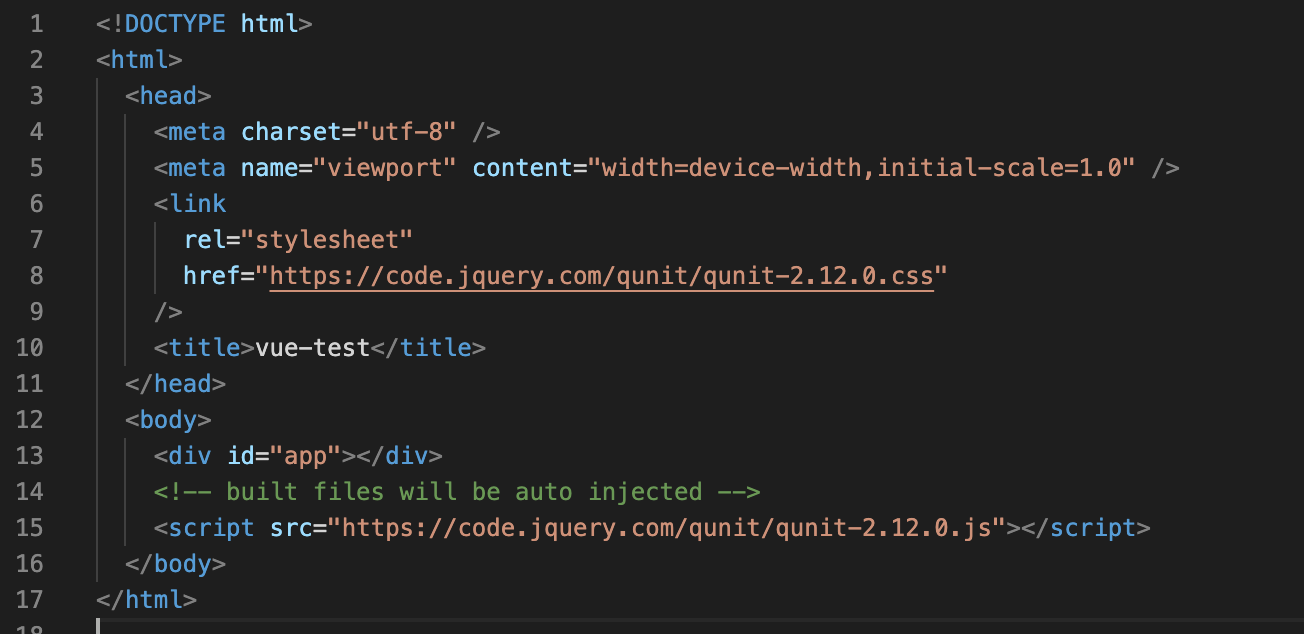 1 <!DOCTYPE html>
2 <html>
3 <head>
4 <meta charset="utf-8" />
5 <meta name="viewport" content="width=device-width,initial-scale=1.0" />
6 <link
7 rel="stylesheet"
8 href="https://code.jquery.com/qunit/qunit-2.12.0.css"
9 />
10 <title>vue-test</title>
11 </head>
12 <body>
13 <div id="app"></div>
14 <!-- built files will be auto injected -->
15 <script src="https://code.jquery.com/qunit/qunit-2.12.0.js"></script>
16 </body>
17 </html>
18